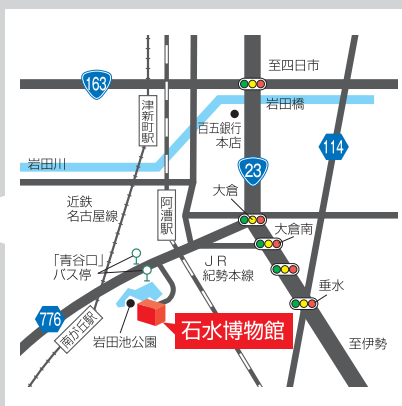 至四日市
163
岩田橋
津新町駅
百五銀行
本店
114
岩田川
23
近鉄
名古屋線
阿漕駅
大倉
大倉南
「青谷口」
バス停
JR
紀勢本線
垂水
776
南が丘駅
岩田池公園
石水博物館
至伊勢